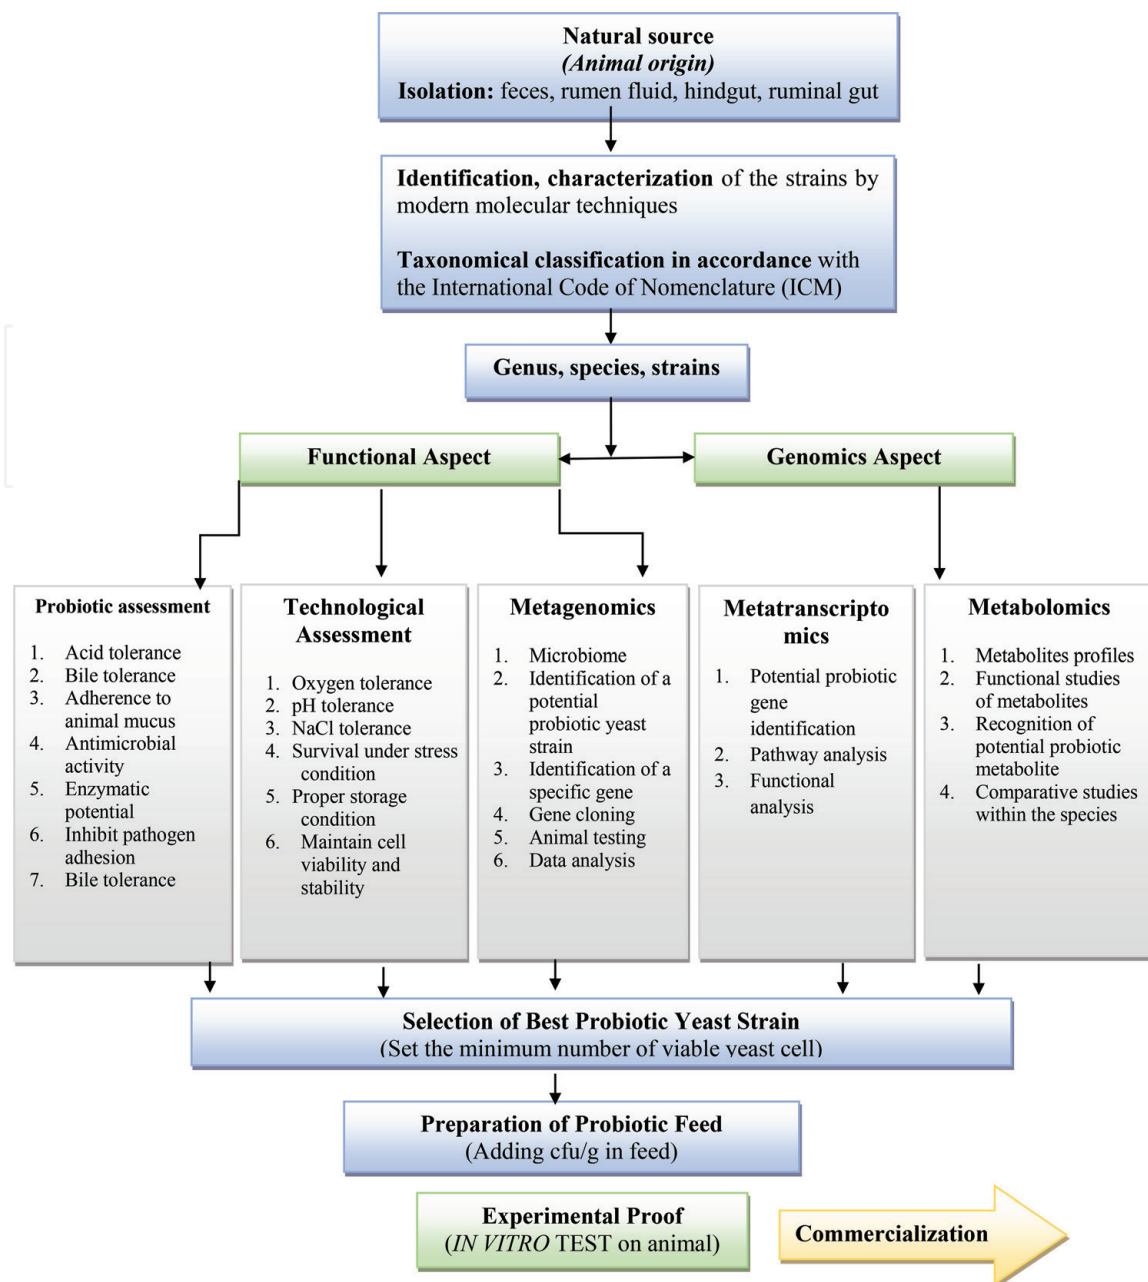 Natural source
(Animal origin)
Isolation: feces, rumen fluid, hindgut, ruminal gut
Identification, characterization of the strains by
modern molecular techniques
Taxonomical classification in accordance with
the International Code of Nomenclature (ICM)
Genus, species, strains
Functional Aspect
Genomics Aspect
Probiotic assessment
1. Acid tolerance
2. Bile tolerance
3. Adherence to
animal mucus
4. Antimicrobial
activity
5. Enzymatic
potential
6. Inhibit pathogen
adhesion
7. Bile tolerance
Technological
Assessment
1. Oxygen tolerance
2. pH tolerance
3. NaCl tolerance
4. Survival under stress
condition
5. Proper storage
condition
6. Maintain cell
viability and
stability
Metagenomics
1. Microbiome
2. Identification of a
potential
probiotic yeast
strain
3. Identification of a
specific gene
4. Gene cloning
5. Animal testing
6. Data analysis
Metatranscripto
mics
1. Potential probiotic
gene
identification
2. Pathway analysis
3. Functional
analysis
Metabolomics
1. Metabolites profiles
2. Functional studies
of metabolites
3. Recognition of
potential probiotic
metabolite
4. Comparative studies
within the species
Selection of Best Probiotic Yeast Strain
(Set the minimum number of viable yeast cell)
Preparation of Probiotic Feed
(Adding cfu/g in feed)
Experimental Proof
(IN VITRO TEST on animal)
Commercialization